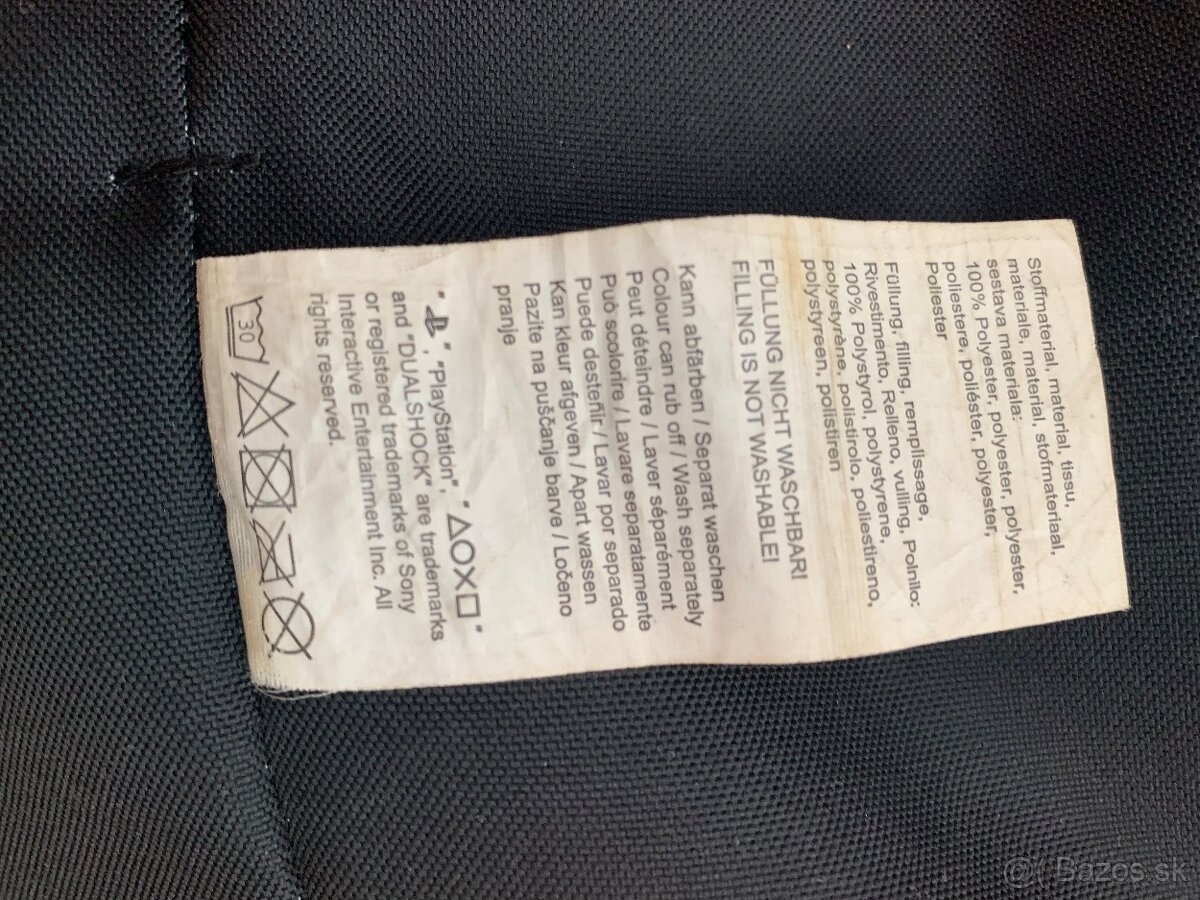 Stoffmaterial, material, tissu,
materiale, material, stofmateriaal,
sestava materiala:
100% Polyester, polyester, polyester,
poliestere, poliéster, polyester,
Poliester
Füllung, filling, remplissage,
Rivestimento, Relleno, vulling, Polnilo:
100% Polystyrol, polystyrene,
polystyrène, polistirolo, poliestireno,
polystyreen, polistiren
FÜLLUNG NICHT WASCHBAR!
FILLING IS NOT WASHABLE!
Kann abfärben / Separat waschen
Colour can rub off / Wash separately
Peut déteindre / Laver séparément
Può scolorire / Lavare separatamente
Puede desteñir / Lavar por separado
Kan kleur afgeven / Apart wassen
Pazite na puščanje barve / Ločeno
pranje
" ", "PlayStation", " △○✕□ "
and "DUALSHOCK" are trademarks
or registered trademarks of Sony
Interactive Entertainment Inc. All
rights reserved.
30
Bazos.sk